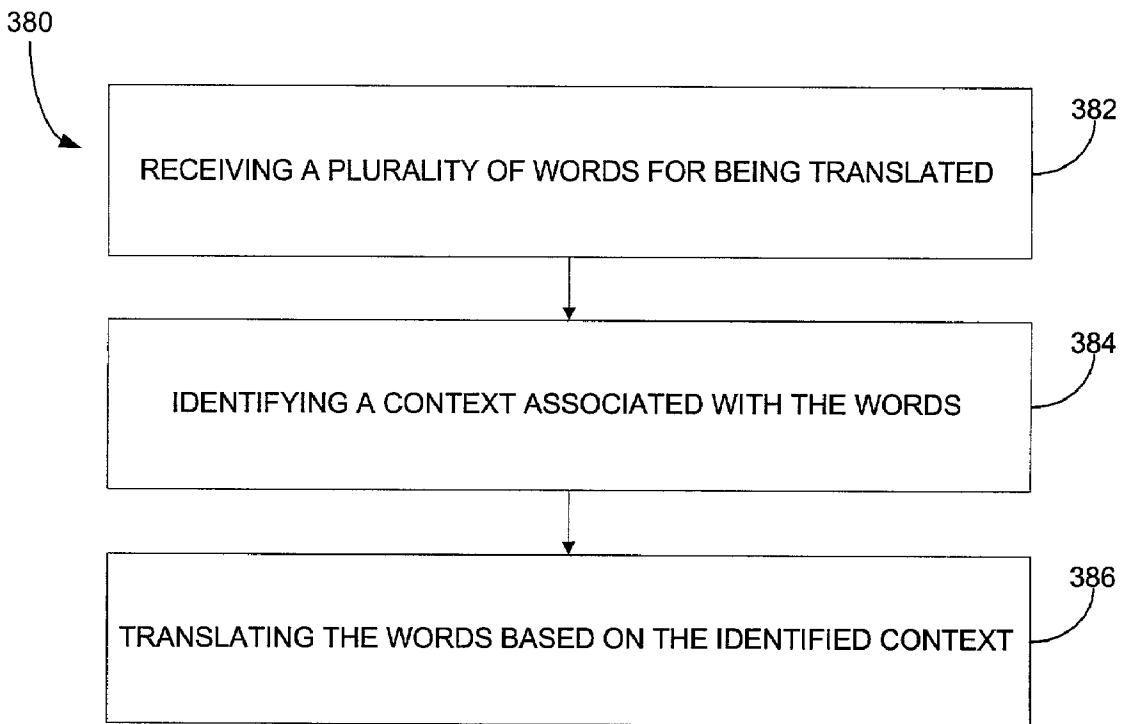 380
RECEIVING A PLURALITY OF WORDS FOR BEING TRANSLATED
382
IDENTIFYING A CONTEXT ASSOCIATED WITH THE WORDS
384
TRANSLATING THE WORDS BASED ON THE IDENTIFIED CONTEXT
386